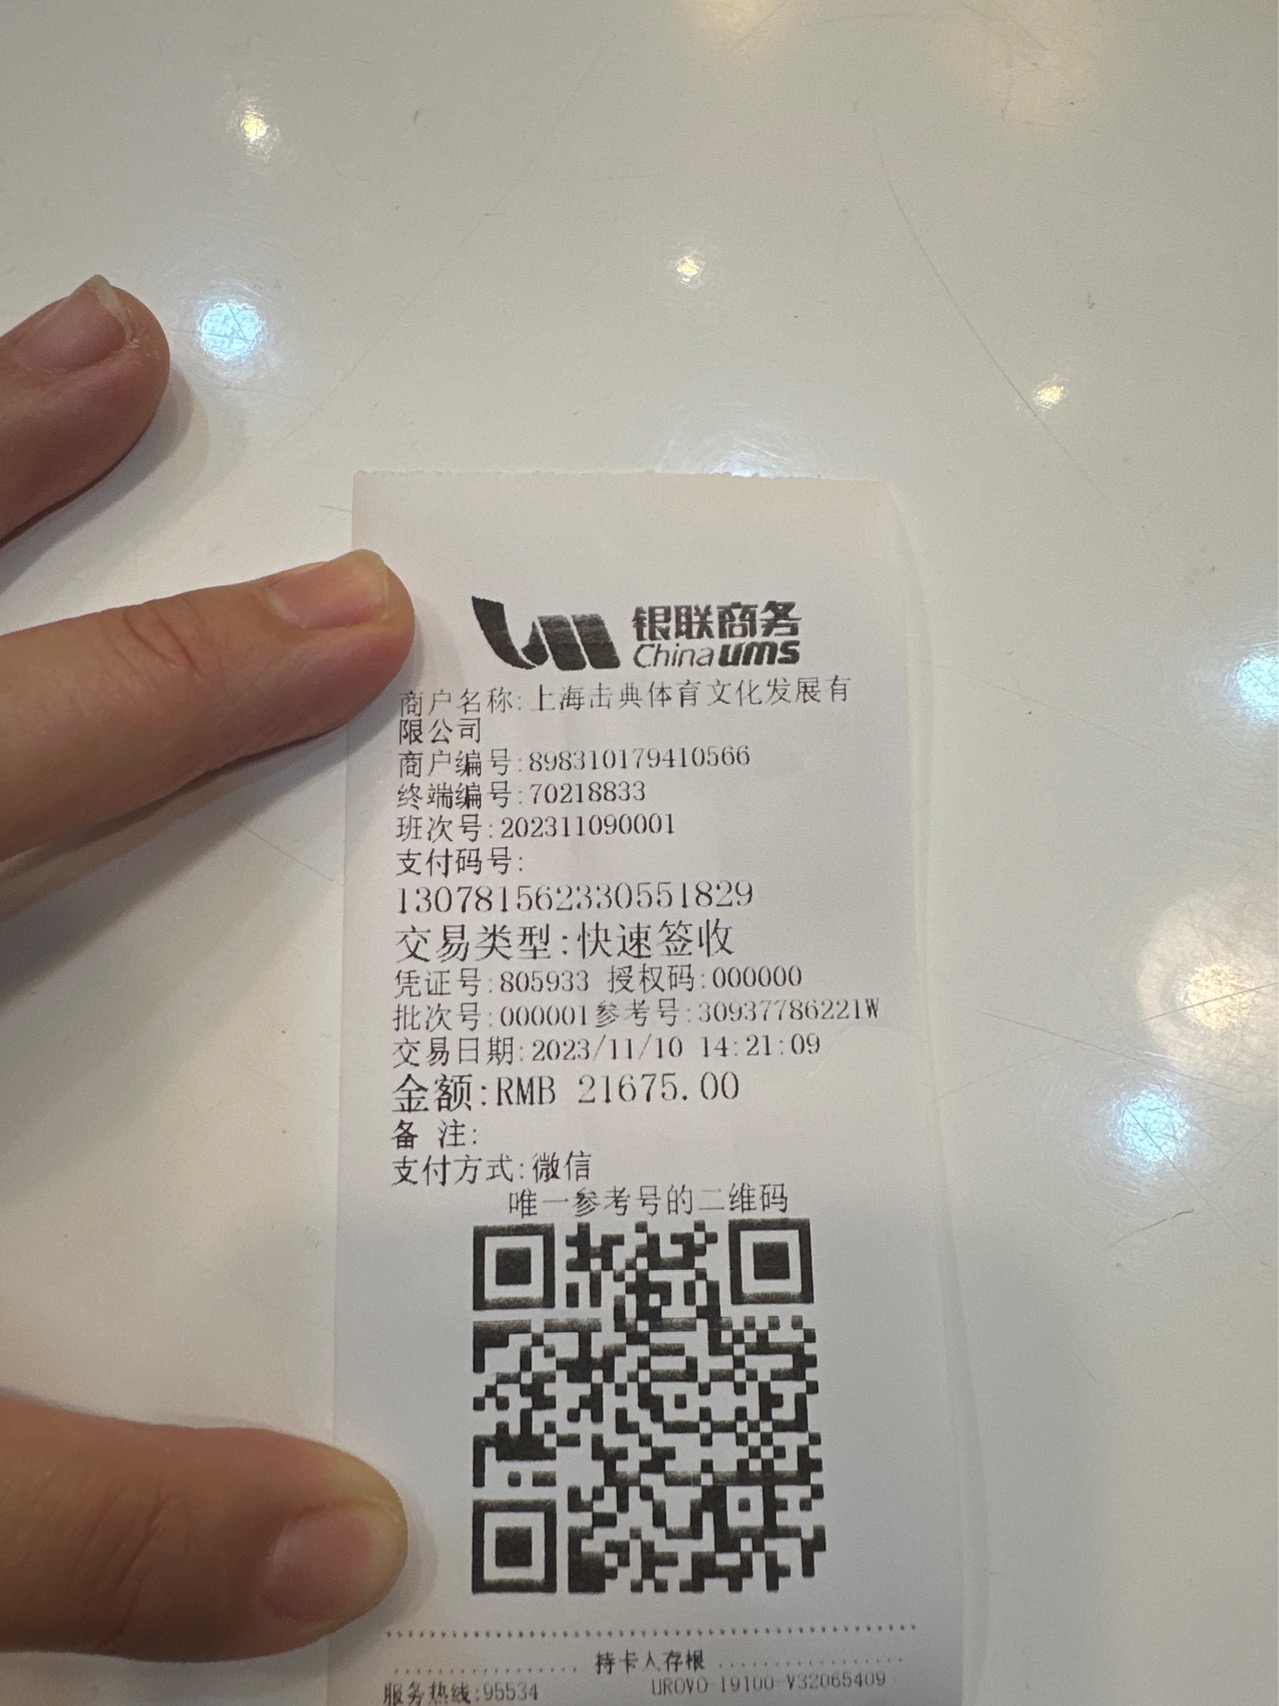 银联商务
Chinaums
商户名称:上海击典体育文化发展有
限公司
商户编号:898310179410566
终端编号:70218833
班次号:202311090001
支付码号:
130781562330551829
交易类型:快速签收
凭证号:805933 授权码:000000
批次号:000001参考号:30937786221W
交易日期:2023/11/10 14:21:09
金额:RMB 21675.00
备 注:
支付方式:微信
唯一参考号的二维码
持卡人存根
服务热线:95534 UROVO-I9100-V32065409